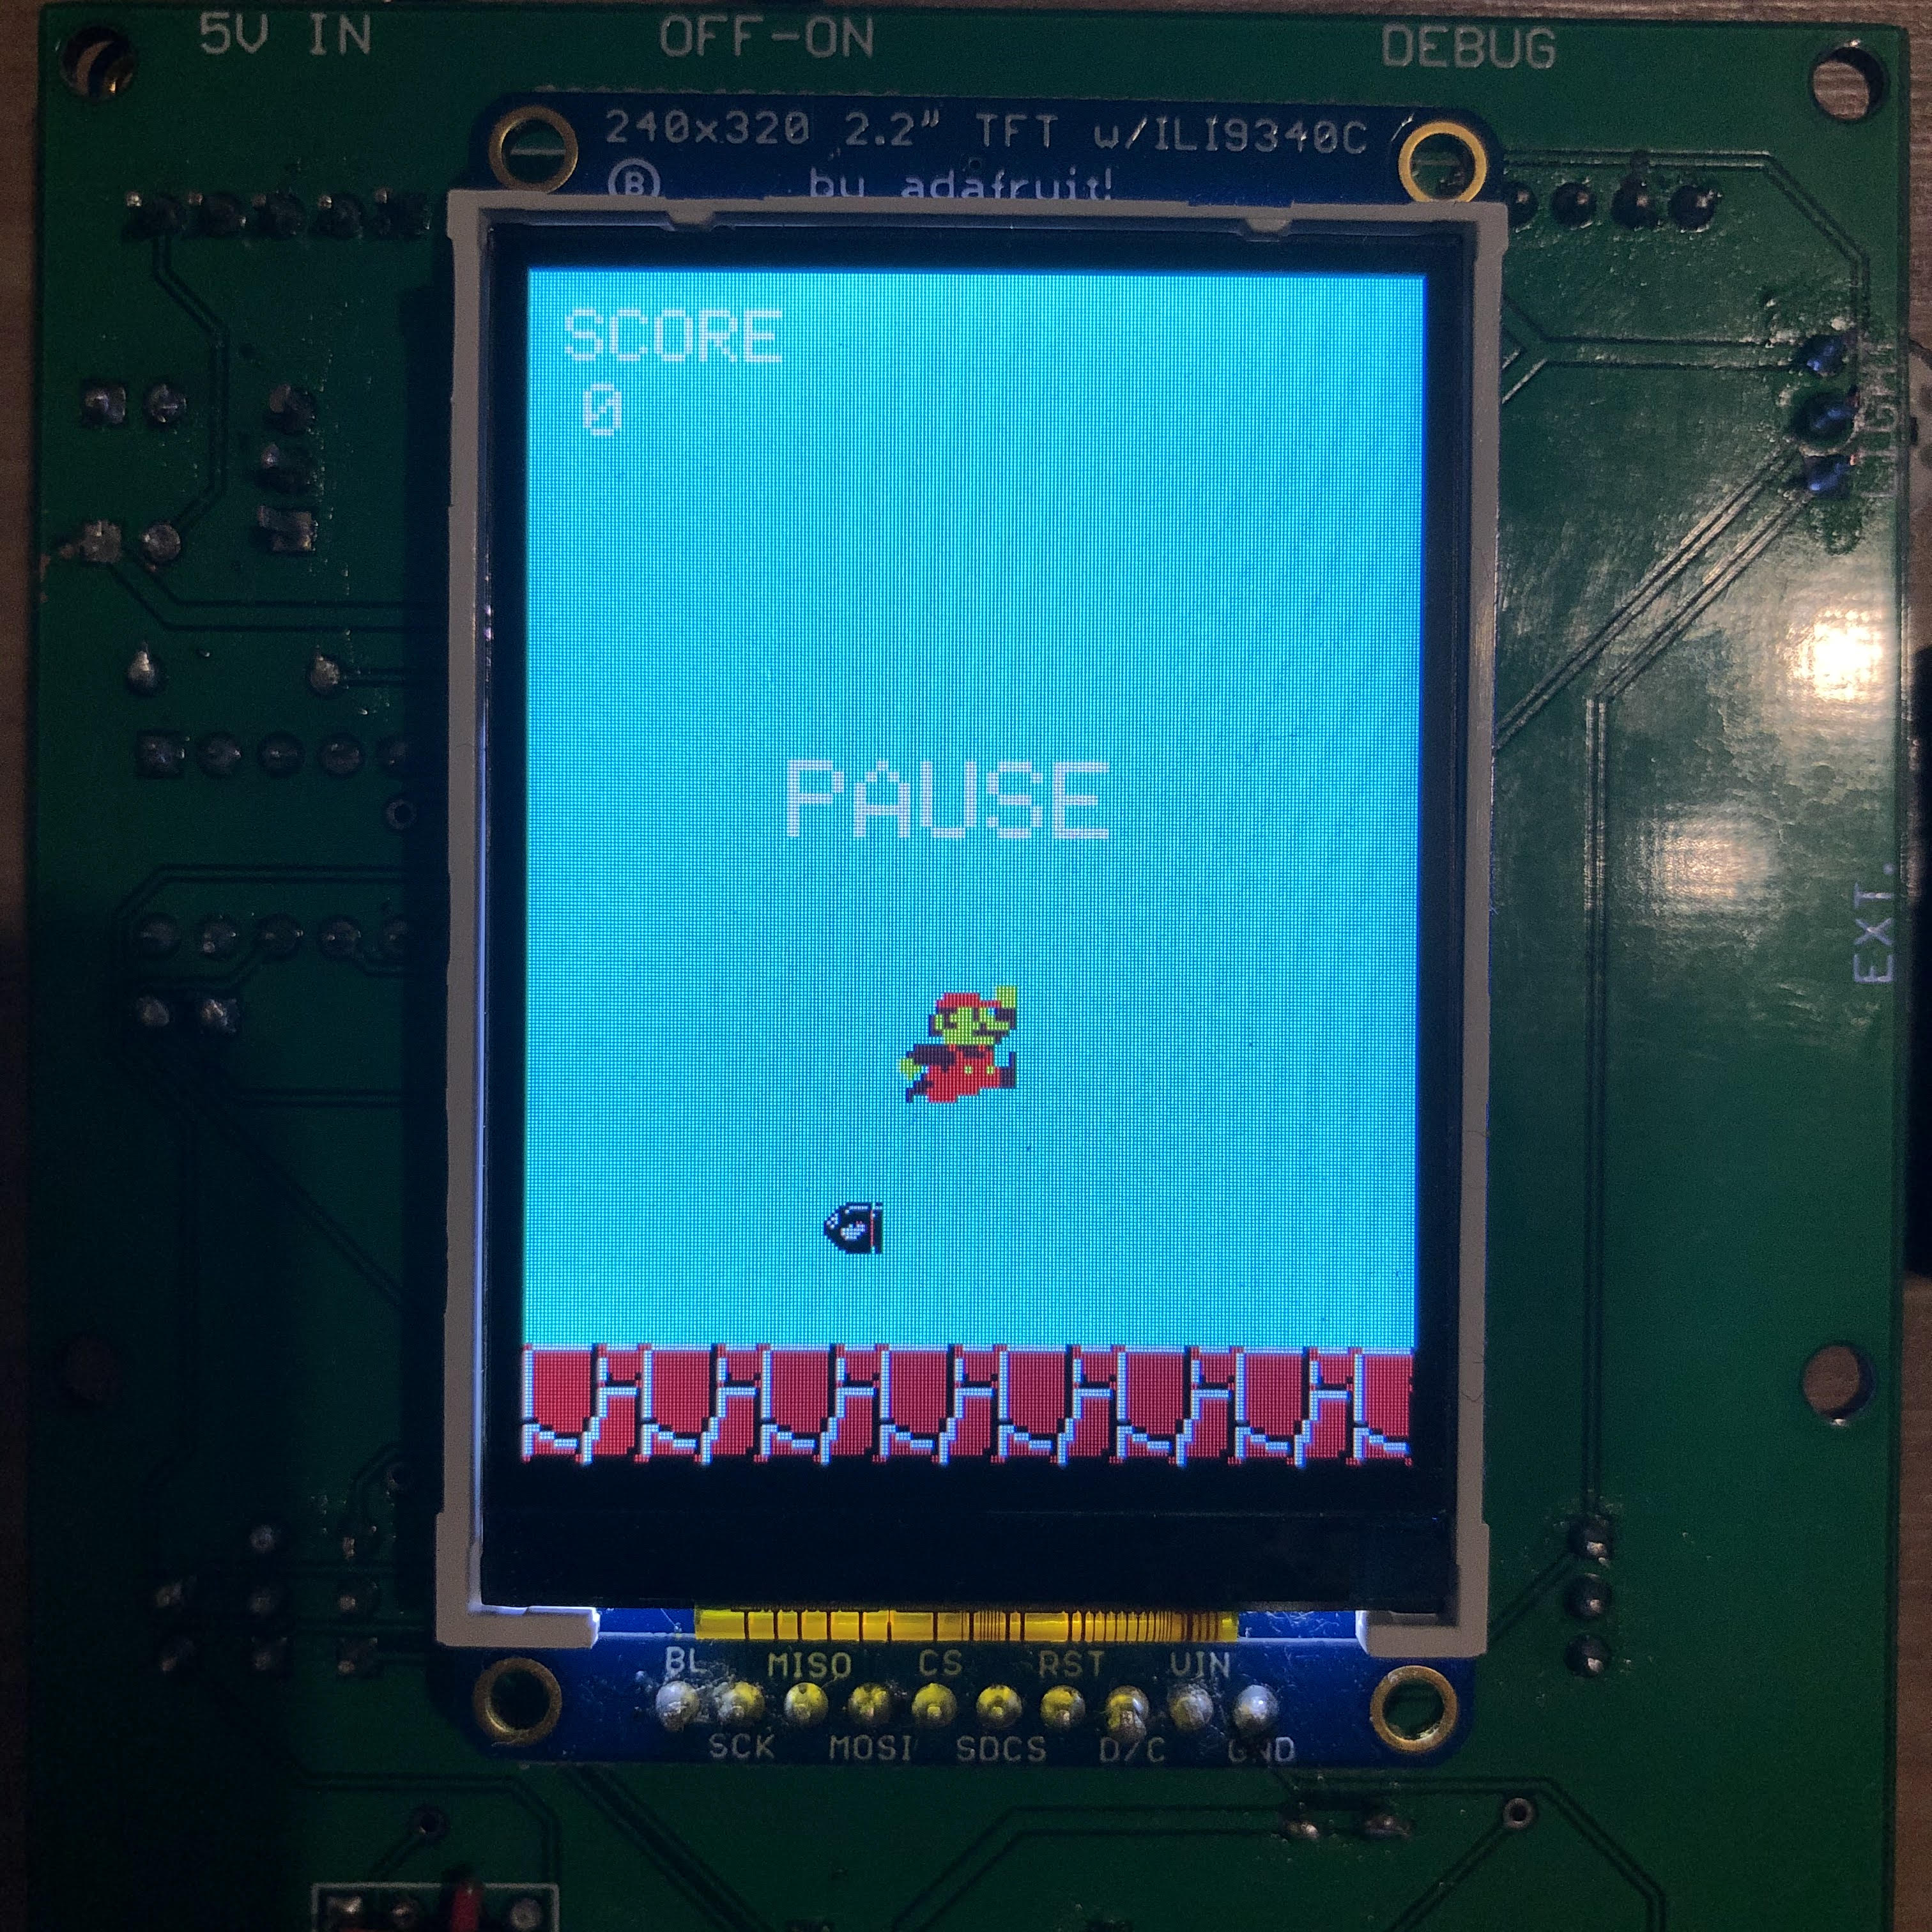 5V IN
OFF-ON
DEBUG
240x320 2.2" TFT w/ILI9340C
B
by adafruit!
SCORE
0
LIGHT
PAUSE
EXT.
BL MISO CS RST VIN
SCK MOSI SDCS D/C GND